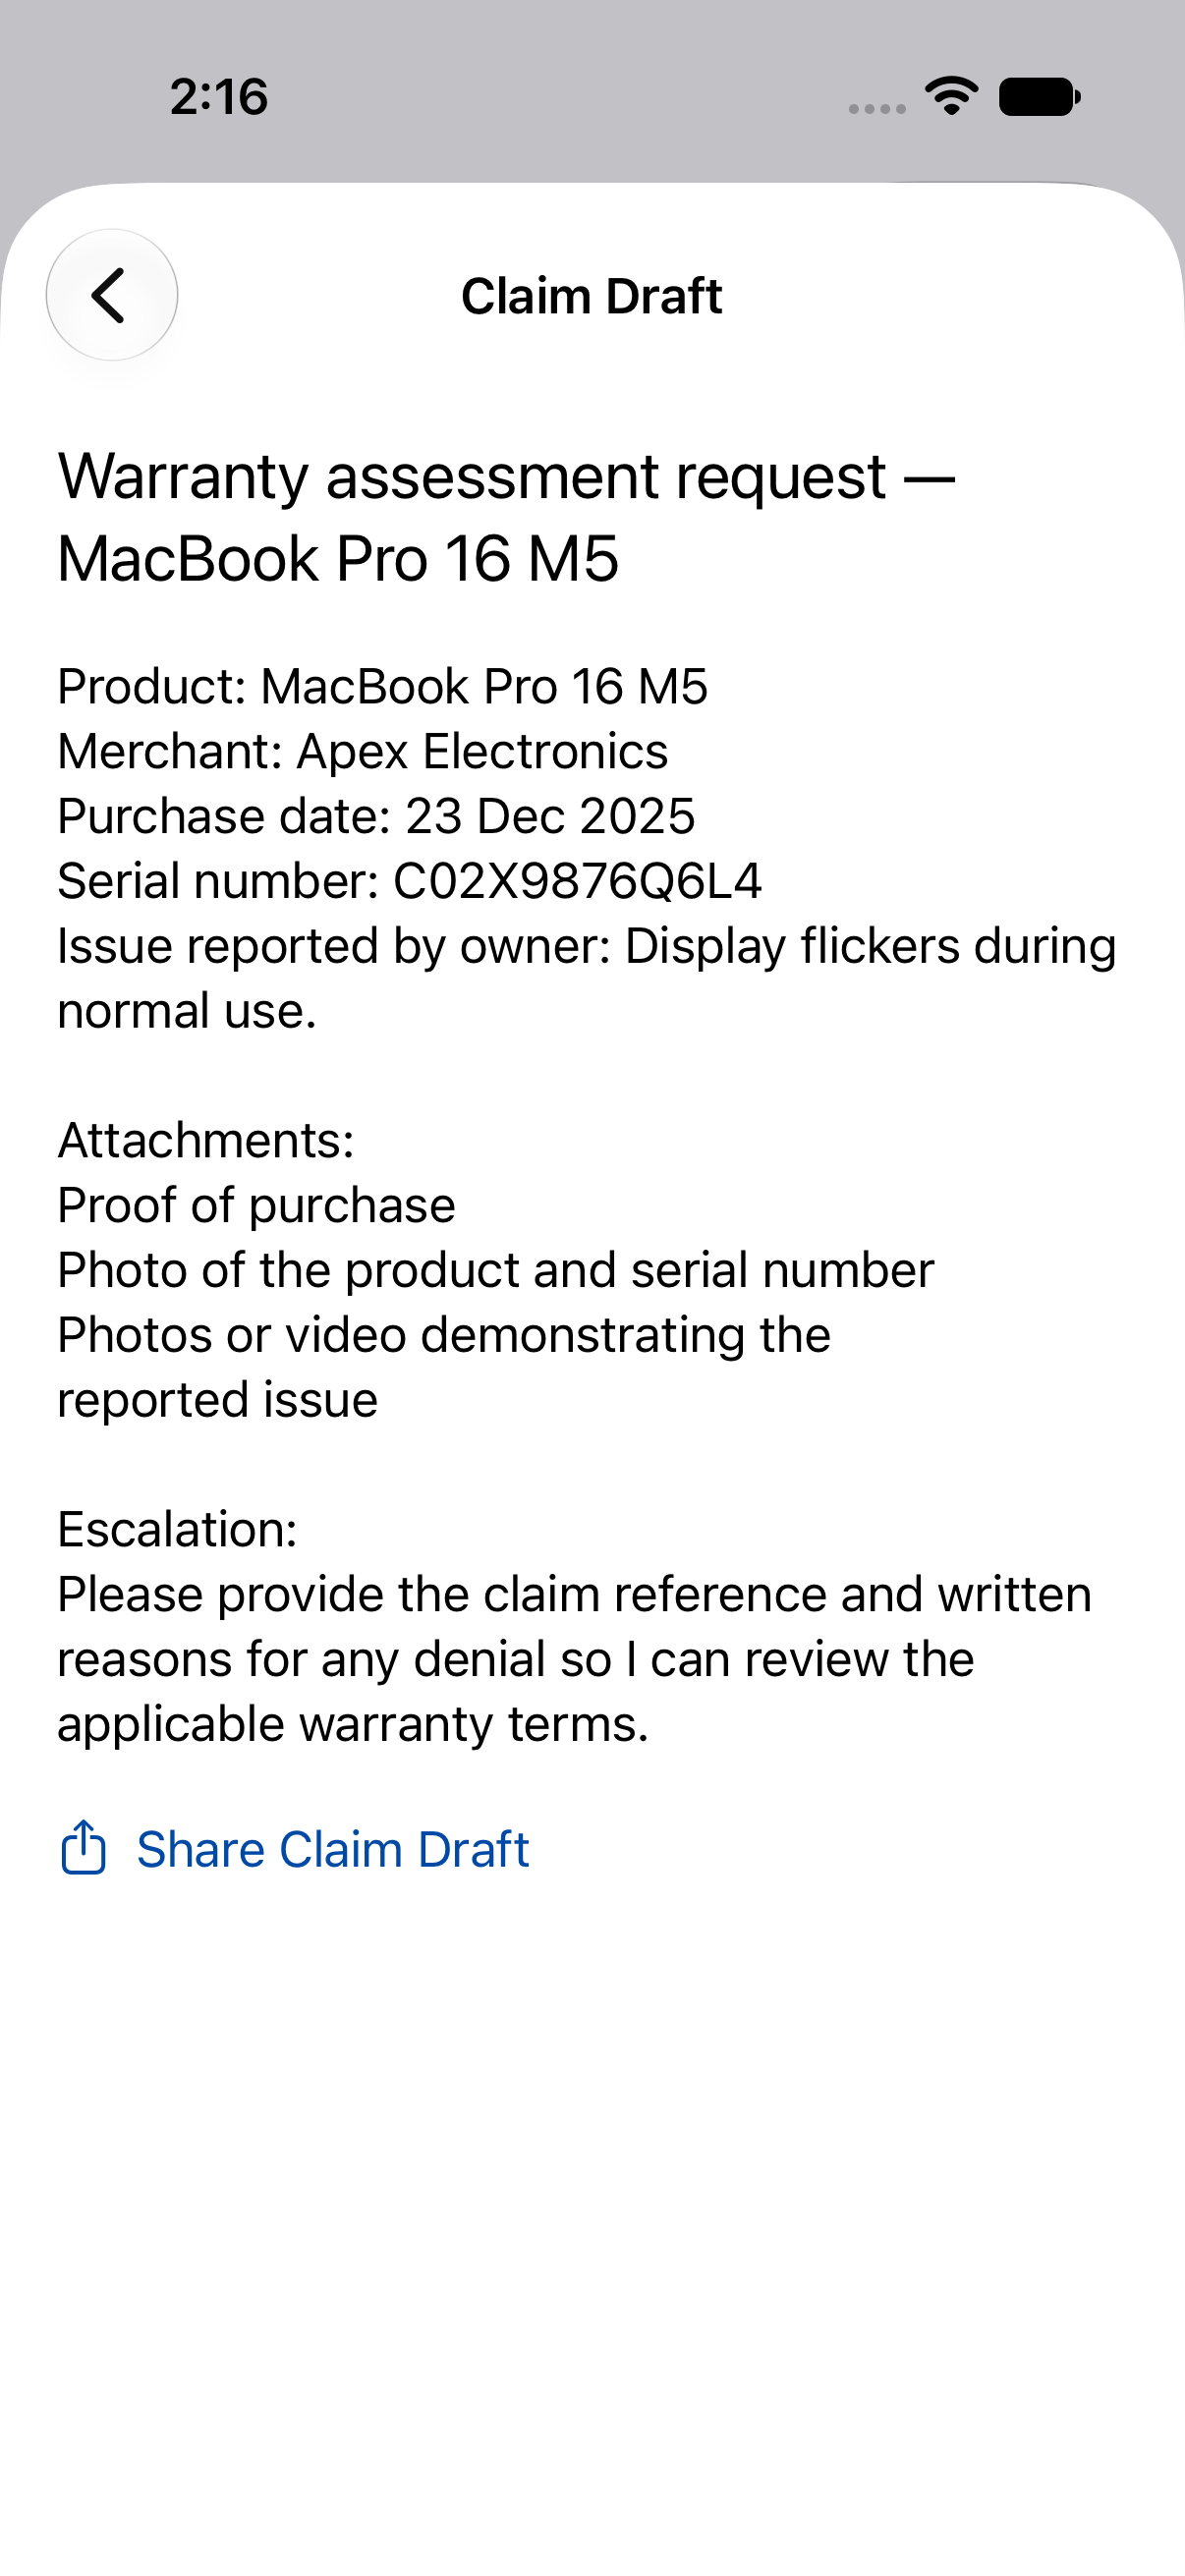 2:16
Claim Draft
Warranty assessment request —
MacBook Pro 16 M5
Product: MacBook Pro 16 M5
Merchant: Apex Electronics
Purchase date: 23 Dec 2025
Serial number: C02X9876Q6L4
Issue reported by owner: Display flickers during
normal use.
Attachments:
Proof of purchase
Photo of the product and serial number
Photos or video demonstrating the
reported issue
Escalation:
Please provide the claim reference and written
reasons for any denial so I can review the
applicable warranty terms.
Share Claim Draft